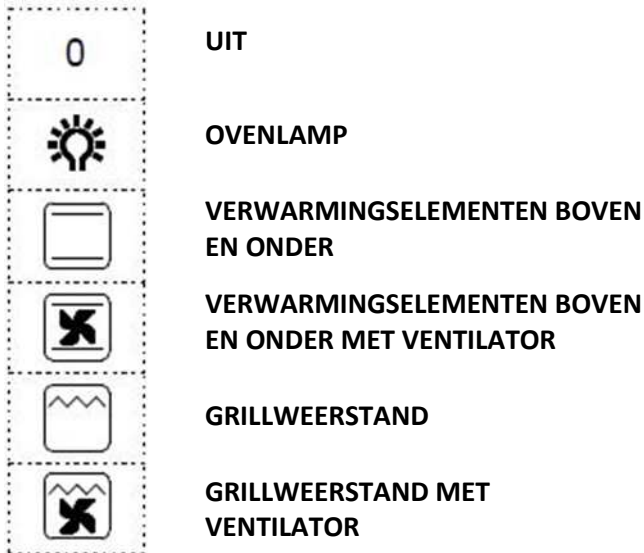 0
UIT
OVENLAMP
VERWARMINGSELEMENTEN BOVEN
EN ONDER
VERWARMINGSELEMENTEN BOVEN
EN ONDER MET VENTILATOR
GRILLWEERSTAND
GRILLWEERSTAND MET
VENTILATOR